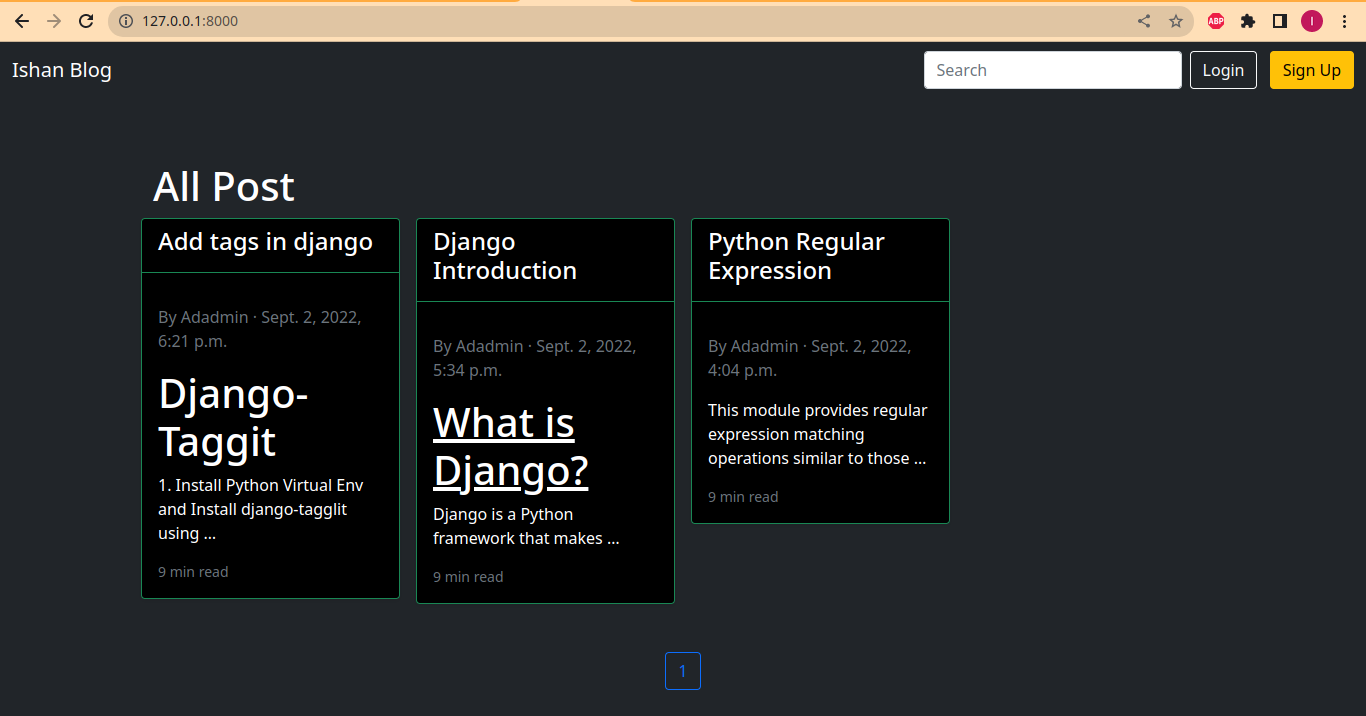 127.0.0.1:8000
ABP
I
Ishan Blog
Search
Login
Sign Up
All Post
Add tags in django
By Adadmin · Sept. 2, 2022,
6:21 p.m.
Django-
Taggit
1. Install Python Virtual Env
and Install django-tagglit
using ...
9 min read
Django
Introduction
By Adadmin · Sept. 2, 2022,
5:34 p.m.
What is
Django?
Django is a Python
framework that makes ...
9 min read
Python Regular
Expression
By Adadmin · Sept. 2, 2022,
4:04 p.m.
This module provides regular
expression matching
operations similar to those ...
9 min read
1